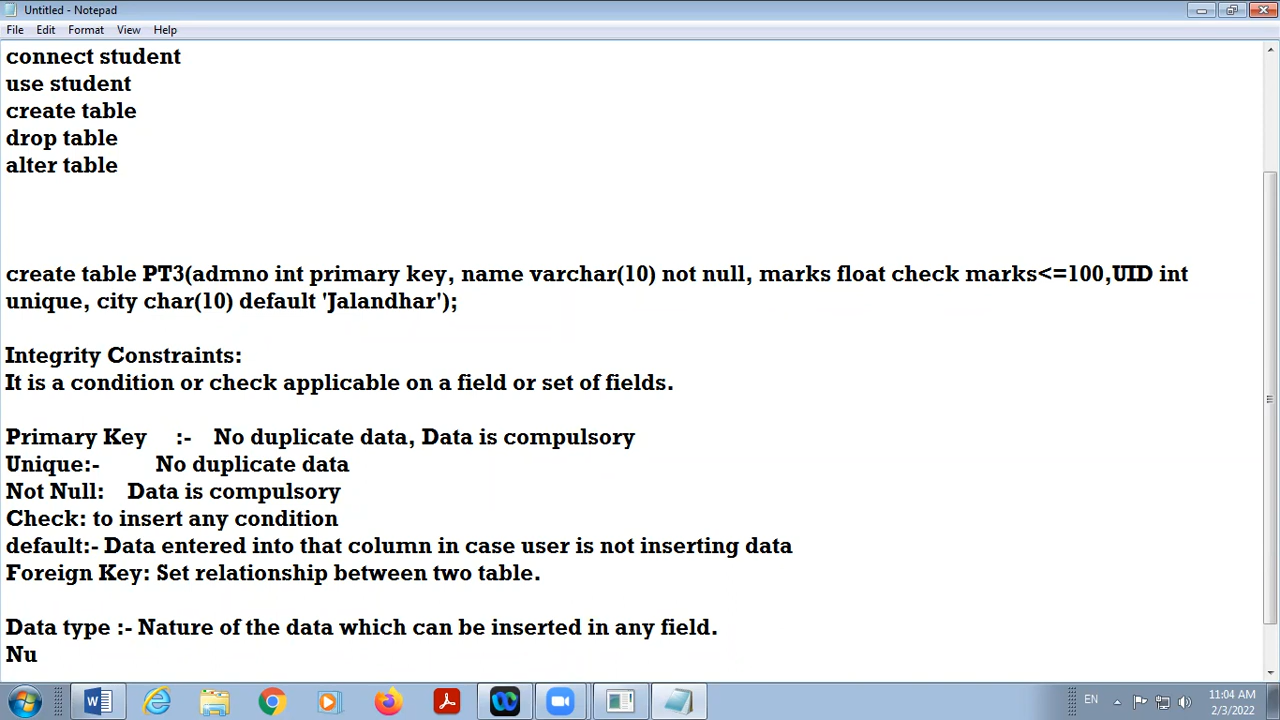 Untitled - Notepad
File Edit Format View Help
connect student
use student
create table
drop table
alter table
create table PT3(admno int primary key, name varchar(10) not null, marks float check marks<=100,UID int
unique, city char(10) default 'Jalandhar');
Integrity Constraints:
It is a condition or check applicable on a field or set of fields.
Primary Key :- No duplicate data, Data is compulsory
Unique:- No duplicate data
Not Null: Data is compulsory
Check: to insert any condition
default:- Data entered into that column in case user is not inserting data
Foreign Key: Set relationship between two table.
Data type :- Nature of the data which can be inserted in any field.
Nu
EN
11:04 AM
2/3/2022